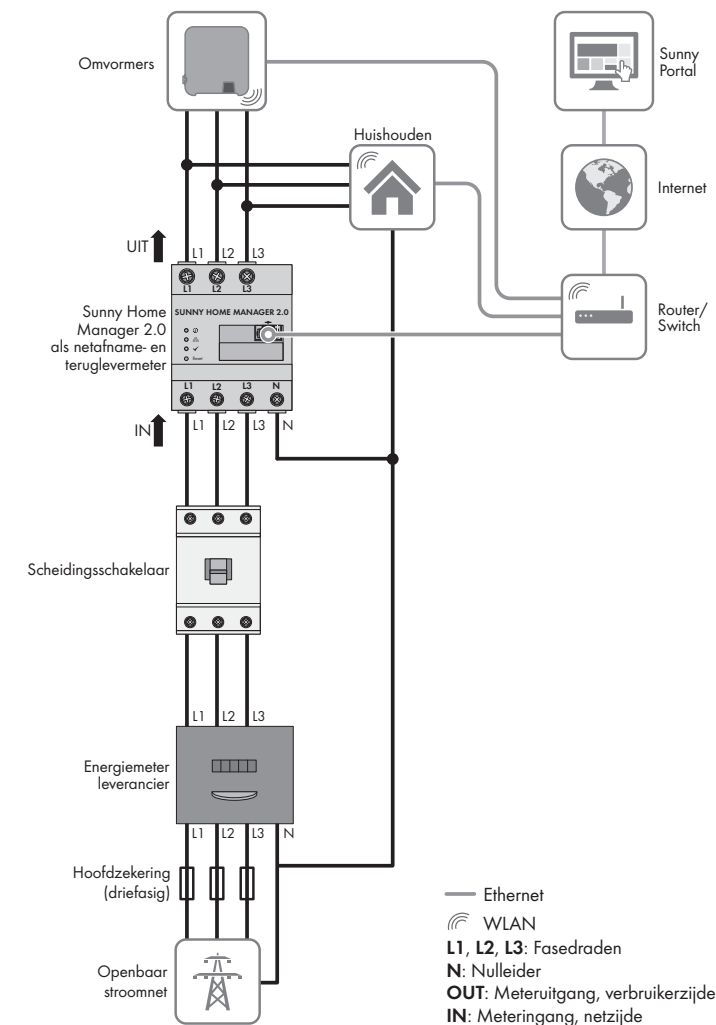 Omvormers
Sunny
Portal
Huishouden
Internet
UIT
L1 L2 L3
L1 L2 L3
SUNNY HOME MANAGER 2.0
Sunny Home
Manager 2.0
als netafname- en
teruglevermeter
Reset
Router/
Switch
L1 L2 L3 N
IN
L1 L2 L3 N
Scheidingsschakelaar
L1 L2 L3
Energiemeter
leverancier
L1 L2 L3 N
Hoofdzekering
(driefasig)
Openbaar
stroomnet
Ethernet
WLAN
L1, L2, L3: Fasedraden
N: Nulleider
OUT: Meteruitgang, verbruikerzijde
IN: Meteringang, netzijde